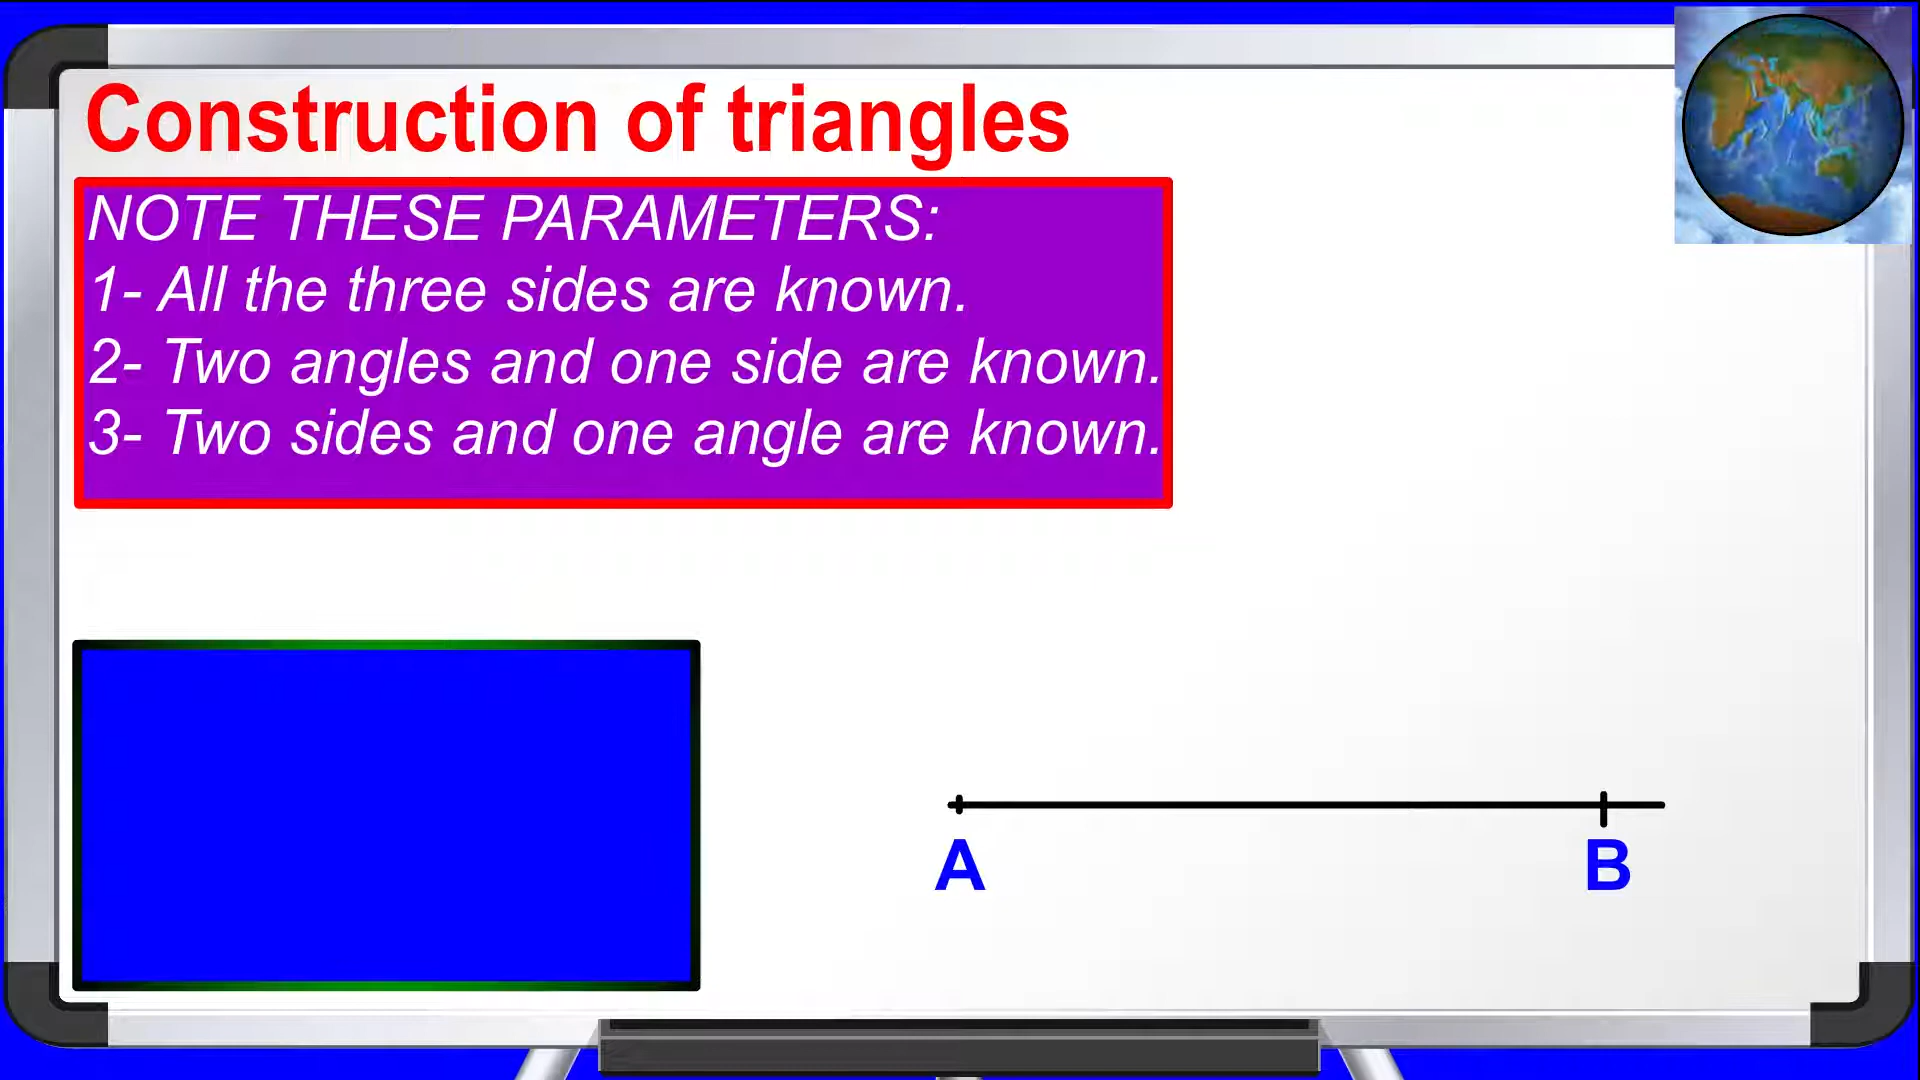 Construction of triangles
NOTE THESE PARAMETERS:
1- All the three sides are known.
2- Two angles and one side are known.
3- Two sides and one angle are known.
A B